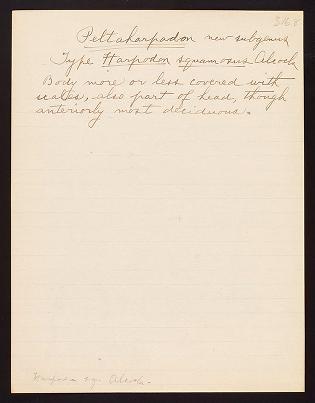 3168
Peltaharpadon new subgenus
Type Harpodon squamosus Alcock
Body more or less covered with
scales, also part of head, though
anteriorly most deciduous.
Harpodon sqa. Alcock.